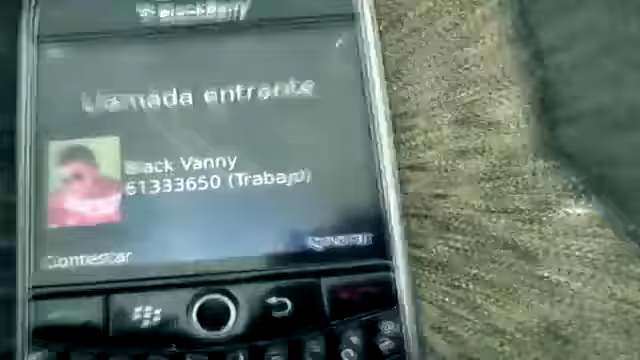 BlackBerry
Llamada entrante
Black Vanny
61333650 (Trabajo)
Contestar
Ignorar